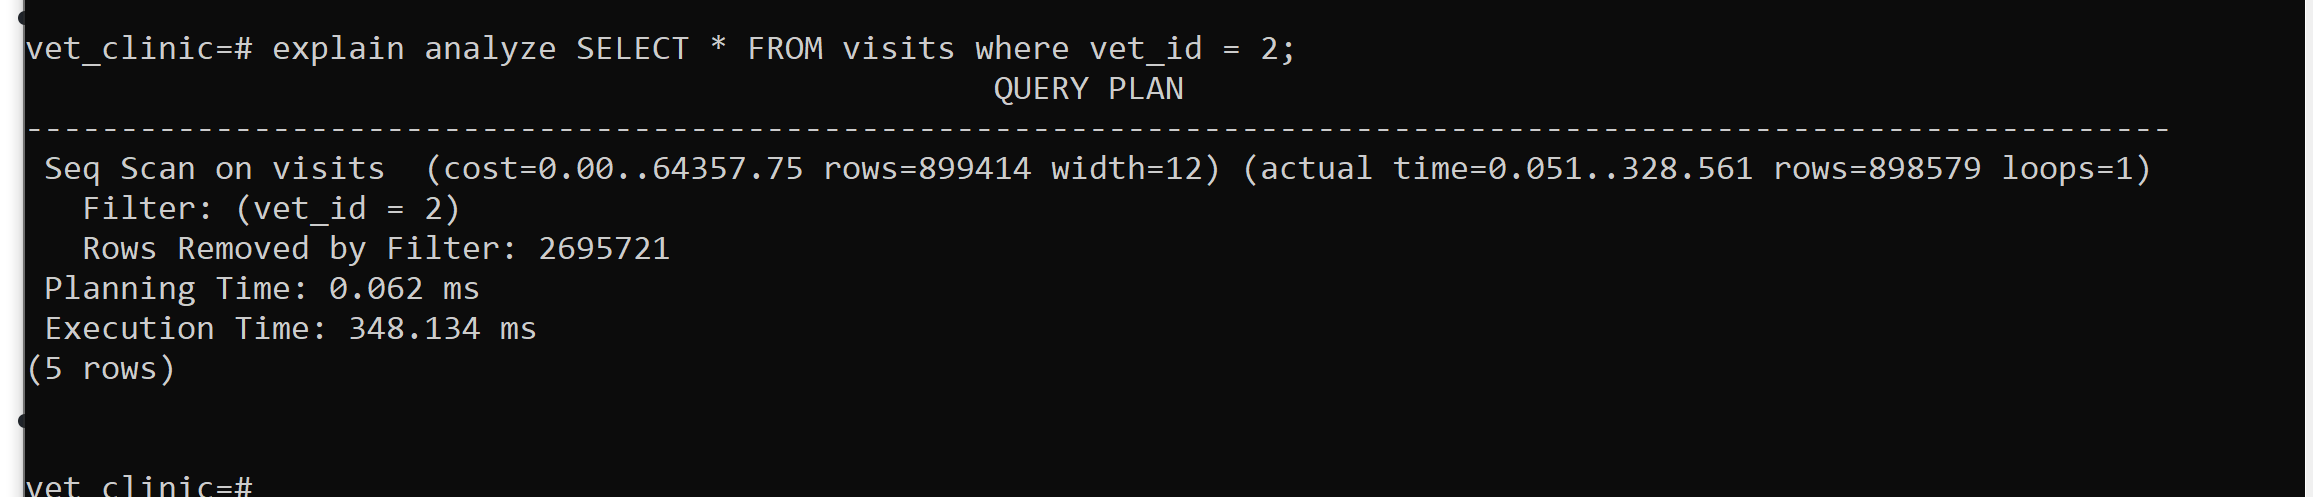 vet_clinic=# explain analyze SELECT * FROM visits where vet_id = 2;
QUERY PLAN
-----------------------------------------------------------------------------------------------------------------
Seq Scan on visits  (cost=0.00..64357.75 rows=899414 width=12) (actual time=0.051..328.561 rows=898579 loops=1)
Filter: (vet_id = 2)
Rows Removed by Filter: 2695721
Planning Time: 0.062 ms
Execution Time: 348.134 ms
(5 rows)
vet_clinic=#